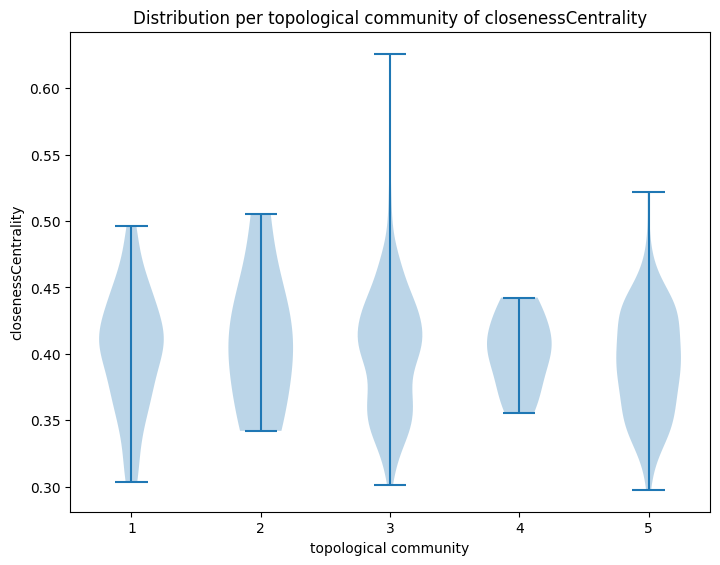 Distribution per topological community of closenessCentrality
closenessCentrality
0.60
0.55
0.50
0.45
0.40
0.35
0.30
1 2 3 4 5
topological community